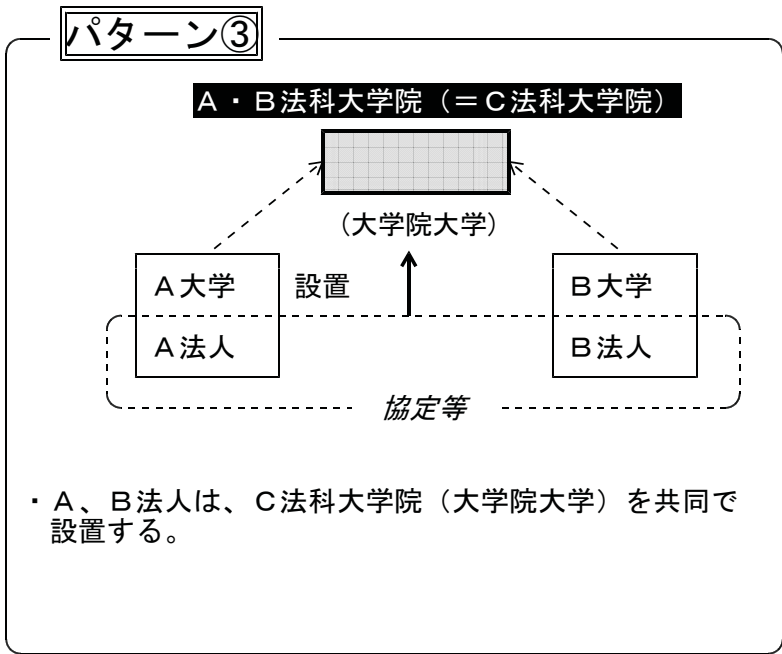 パターン③
A・B法科大学院(=C法科大学院)
(大学院大学)
A大学 設置 B大学
A法人 B法人
協定等
・A、B法人は、C法科大学院(大学院大学)を共同で
設置する。